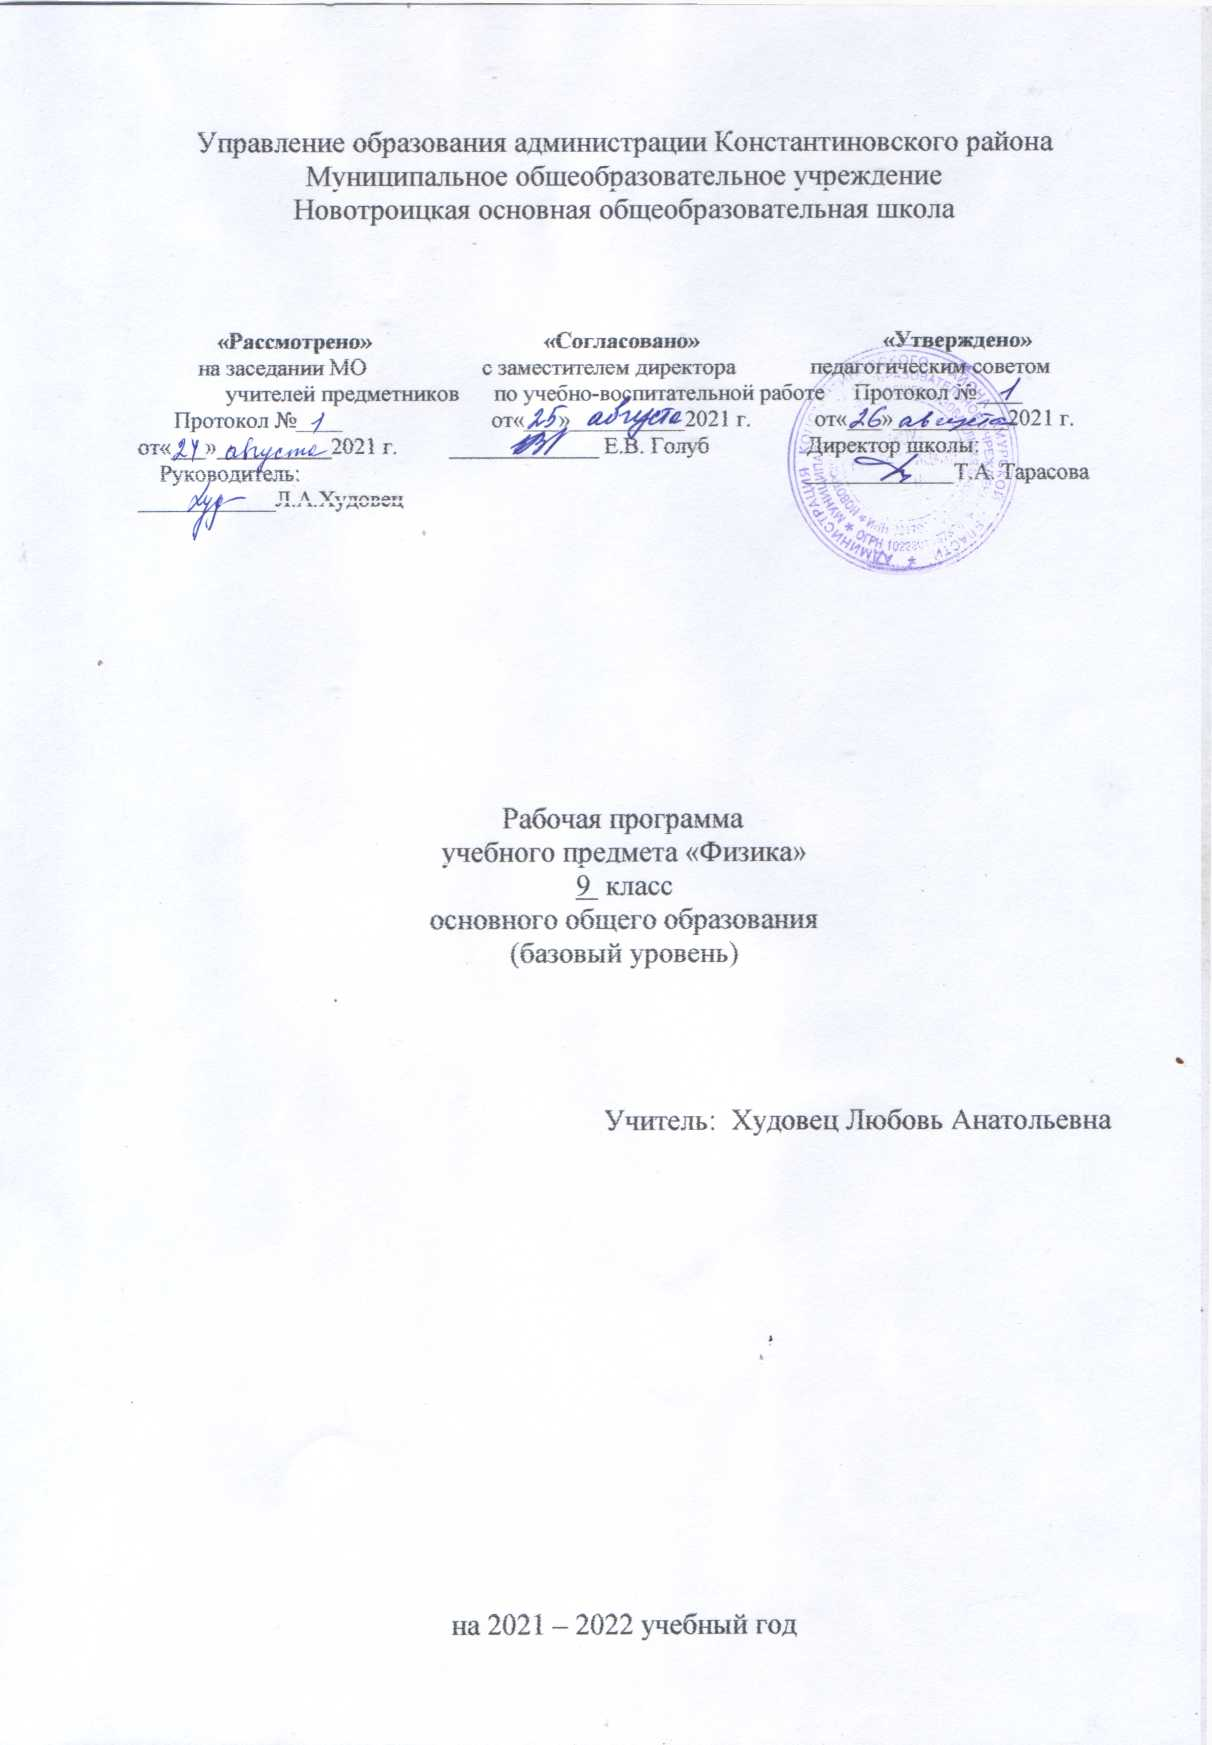 Управление образования администрации Константиновского района
Муниципальное общеобразовательное учреждение
Новотроицкая основная общеобразовательная школа
«Рассмотрено»
на заседании МО
учителей предметников
Протокол № 1
от« 24 » августа 2021 г.
Руководитель:
Л.А.Худовец
«Согласовано»
с заместителем директора
по учебно-воспитательной работе
от« 25 » августа 2021 г.
Е.В. Голуб
«Утверждено»
педагогическим советом
Протокол № 1
от« 26 » августа 2021 г.
Директор школы:
Т.А. Тарасова
Рабочая программа
учебного предмета «Физика»
9 класс
основного общего образования
(базовый уровень)
Учитель: Худовец Любовь Анатольевна
на 2021 – 2022 учебный год